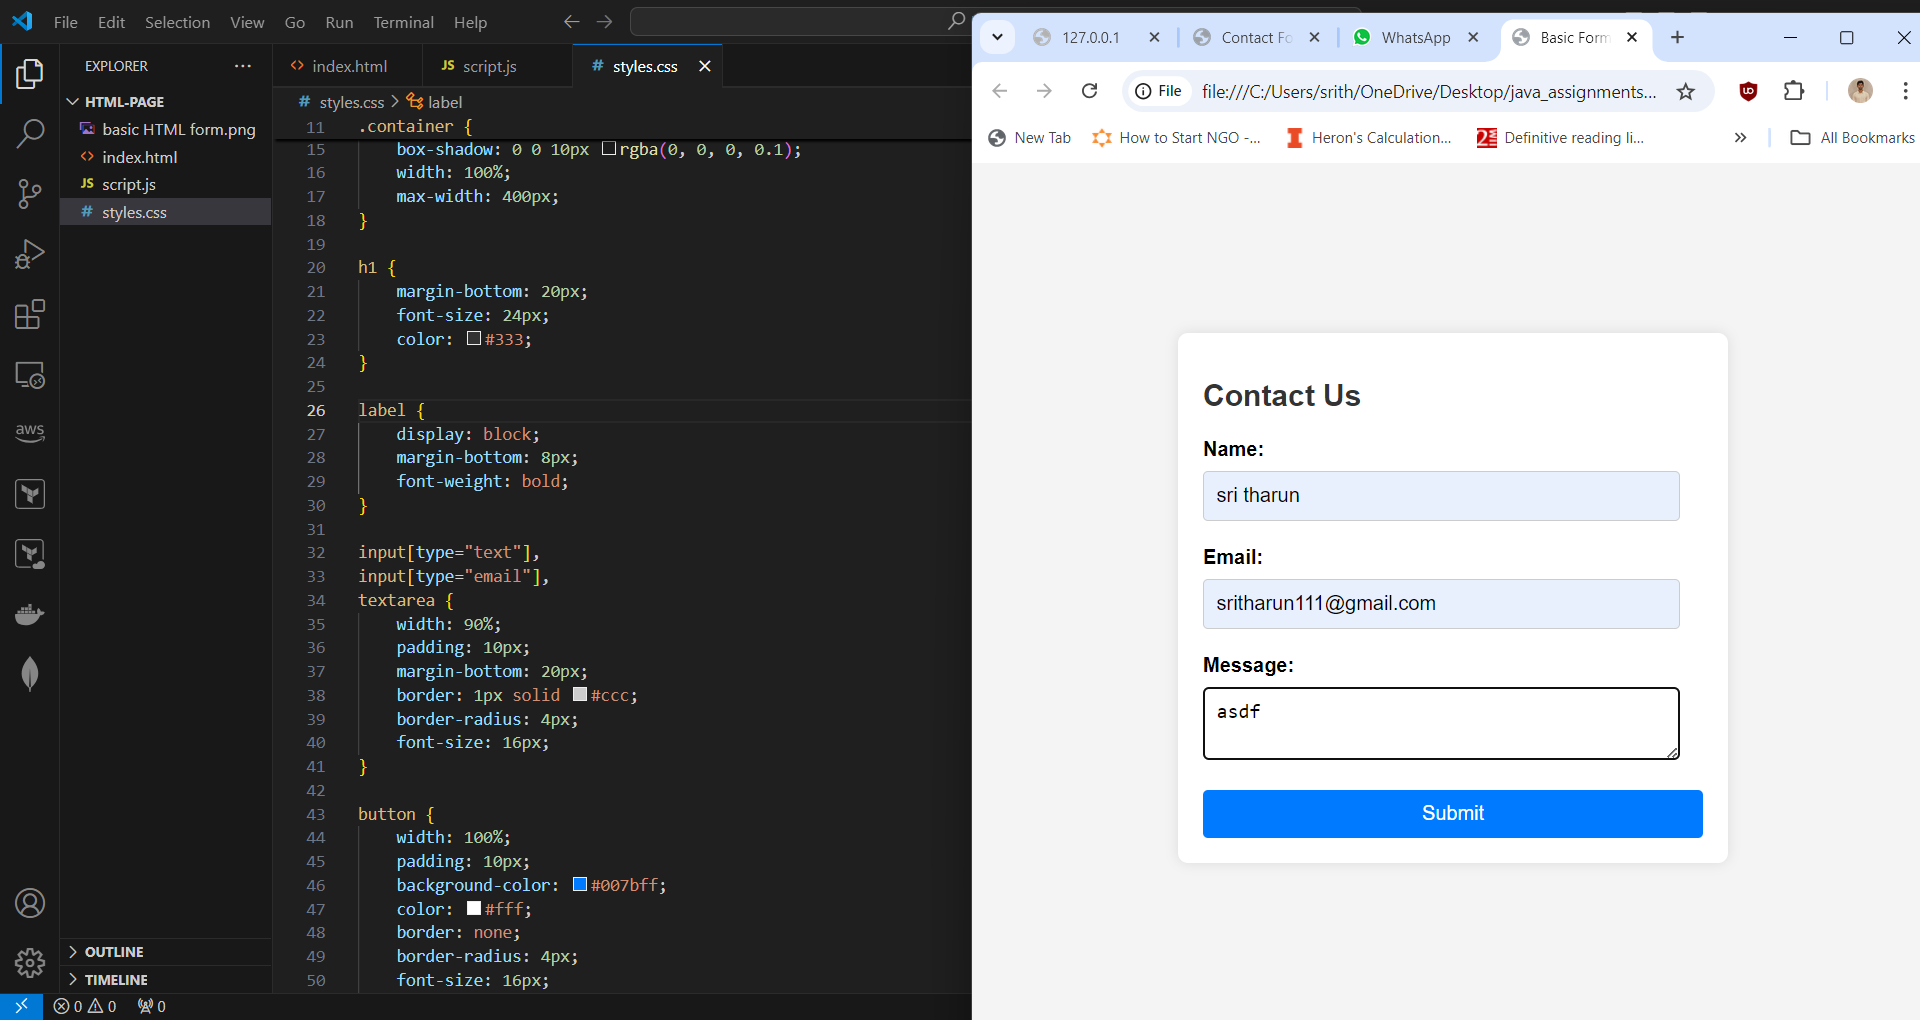 File Edit Selection View Go Run Terminal Help
EXPLORER
HTML-PAGE
basic HTML form.png
<> index.html
JS script.js
# styles.css
OUTLINE
TIMELINE
aws
0 0 0
<> index.html JS script.js # styles.css
# styles.css > label
11 .container {
15 box-shadow: 0 0 10px rgba(0, 0, 0, 0.1);
16 width: 100%;
17 max-width: 400px;
18 }
19
20 h1 {
21 margin-bottom: 20px;
22 font-size: 24px;
23 color: #333;
24 }
25
26 label {
27 display: block;
28 margin-bottom: 8px;
29 font-weight: bold;
30 }
31
32 input[type="text"],
33 input[type="email"],
34 textarea {
35 width: 90%;
36 padding: 10px;
37 margin-bottom: 20px;
38 border: 1px solid #ccc;
39 border-radius: 4px;
40 font-size: 16px;
41 }
42
43 button {
44 width: 100%;
45 padding: 10px;
46 background-color: #007bff;
47 color: #fff;
48 border: none;
49 border-radius: 4px;
50 font-size: 16px;
127.0.0.1 Contact Fo WhatsApp Basic Form
File file:///C:/Users/srith/OneDrive/Desktop/java_assignments...
New Tab How to Start NGO -... Heron's Calculation... Definitive reading li... » All Bookmarks
Contact Us
Name:
sri tharun
Email:
sritharun111@gmail.com
Message:
asdf
Submit